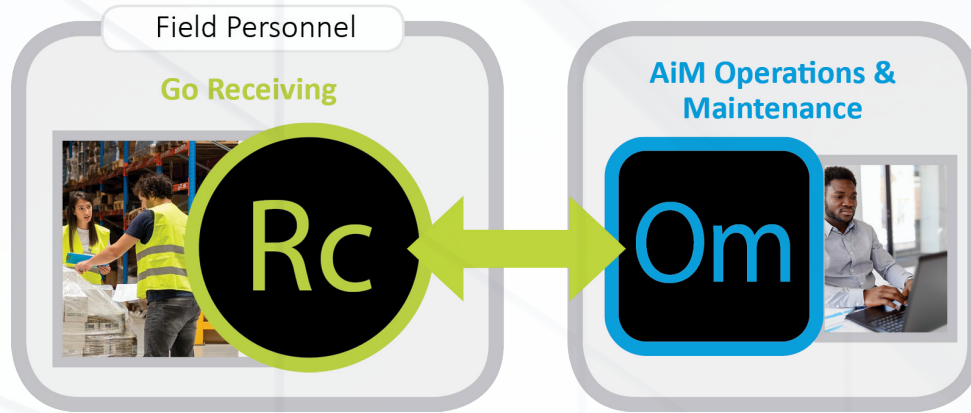 Field Personnel
Go Receiving
Rc
AiM Operations &
Maintenance
Om